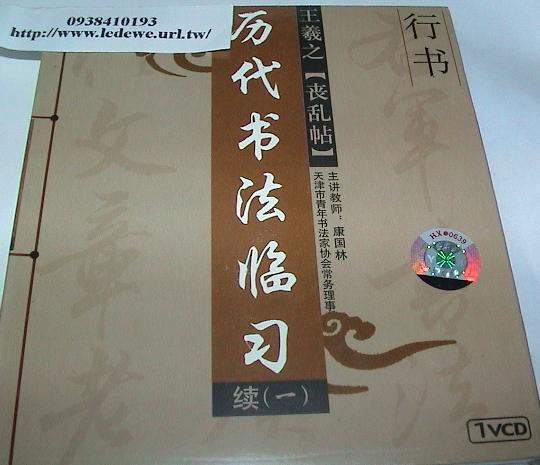 0938410193
http://www.ledewe.url.tw/
行书
王羲之【丧乱帖】
历代书法临习
续(一)
主讲教师：康国林
天津市青年书法家协会常务理事
HX 0639
1VCD